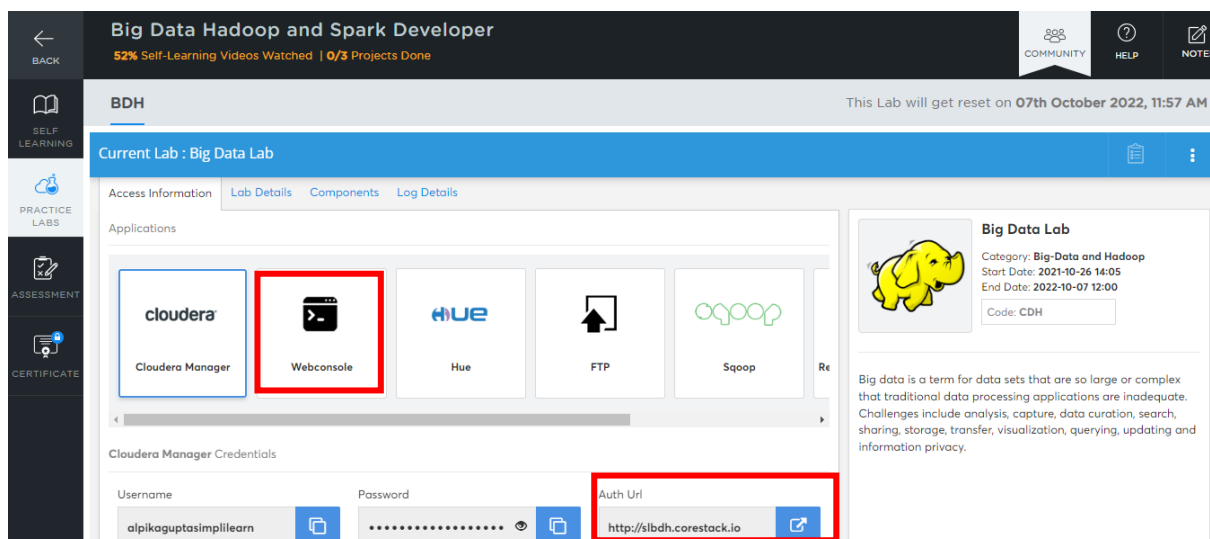 BACK
Big Data Hadoop and Spark Developer
52% Self-Learning Videos Watched | 0/3 Projects Done
COMMUNITY
HELP
NOTE
SELF
LEARNING
PRACTICE
LABS
ASSESSMENT
CERTIFICATE
BDH
This Lab will get reset on 07th October 2022, 11:57 AM
Current Lab : Big Data Lab
Access Information Lab Details Components Log Details
Applications
cloudera
Cloudera Manager
Webconsole
HUE
Hue
FTP
sqoop
Sqoop
Re
Cloudera Manager Credentials
Username
alpikaguptasimplilearn
Password
••••••••••••••••••
Auth Url
http://slbdh.corestack.io
Big Data Lab
Category: Big-Data and Hadoop
Start Date: 2021-10-26 14:05
End Date: 2022-10-07 12:00
Code: CDH
Big data is a term for data sets that are so large or complex
that traditional data processing applications are inadequate.
Challenges include analysis, capture, data curation, search,
sharing, storage, transfer, visualization, querying, updating and
information privacy.